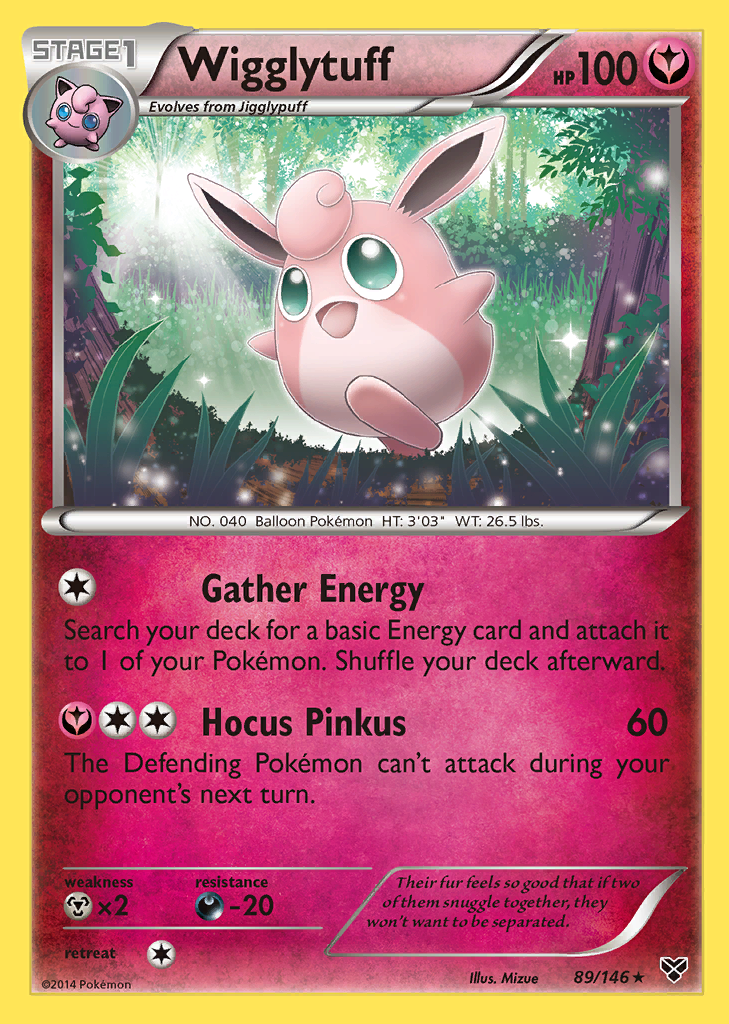 STAGE1
Wigglytuff
HP100
Evolves from Jigglypuff
NO. 040 Balloon Pokémon HT: 3'03" WT: 26.5 lbs.
Gather Energy
Search your deck for a basic Energy card and attach it
to 1 of your Pokémon. Shuffle your deck afterward.
Hocus Pinkus 60
The Defending Pokémon can't attack during your
opponent's next turn.
weakness
×2
resistance
-20
retreat
Their fur feels so good that if two
of them snuggle together, they
won't want to be separated.
©2014 Pokémon
Illus. Mizue
89/146★